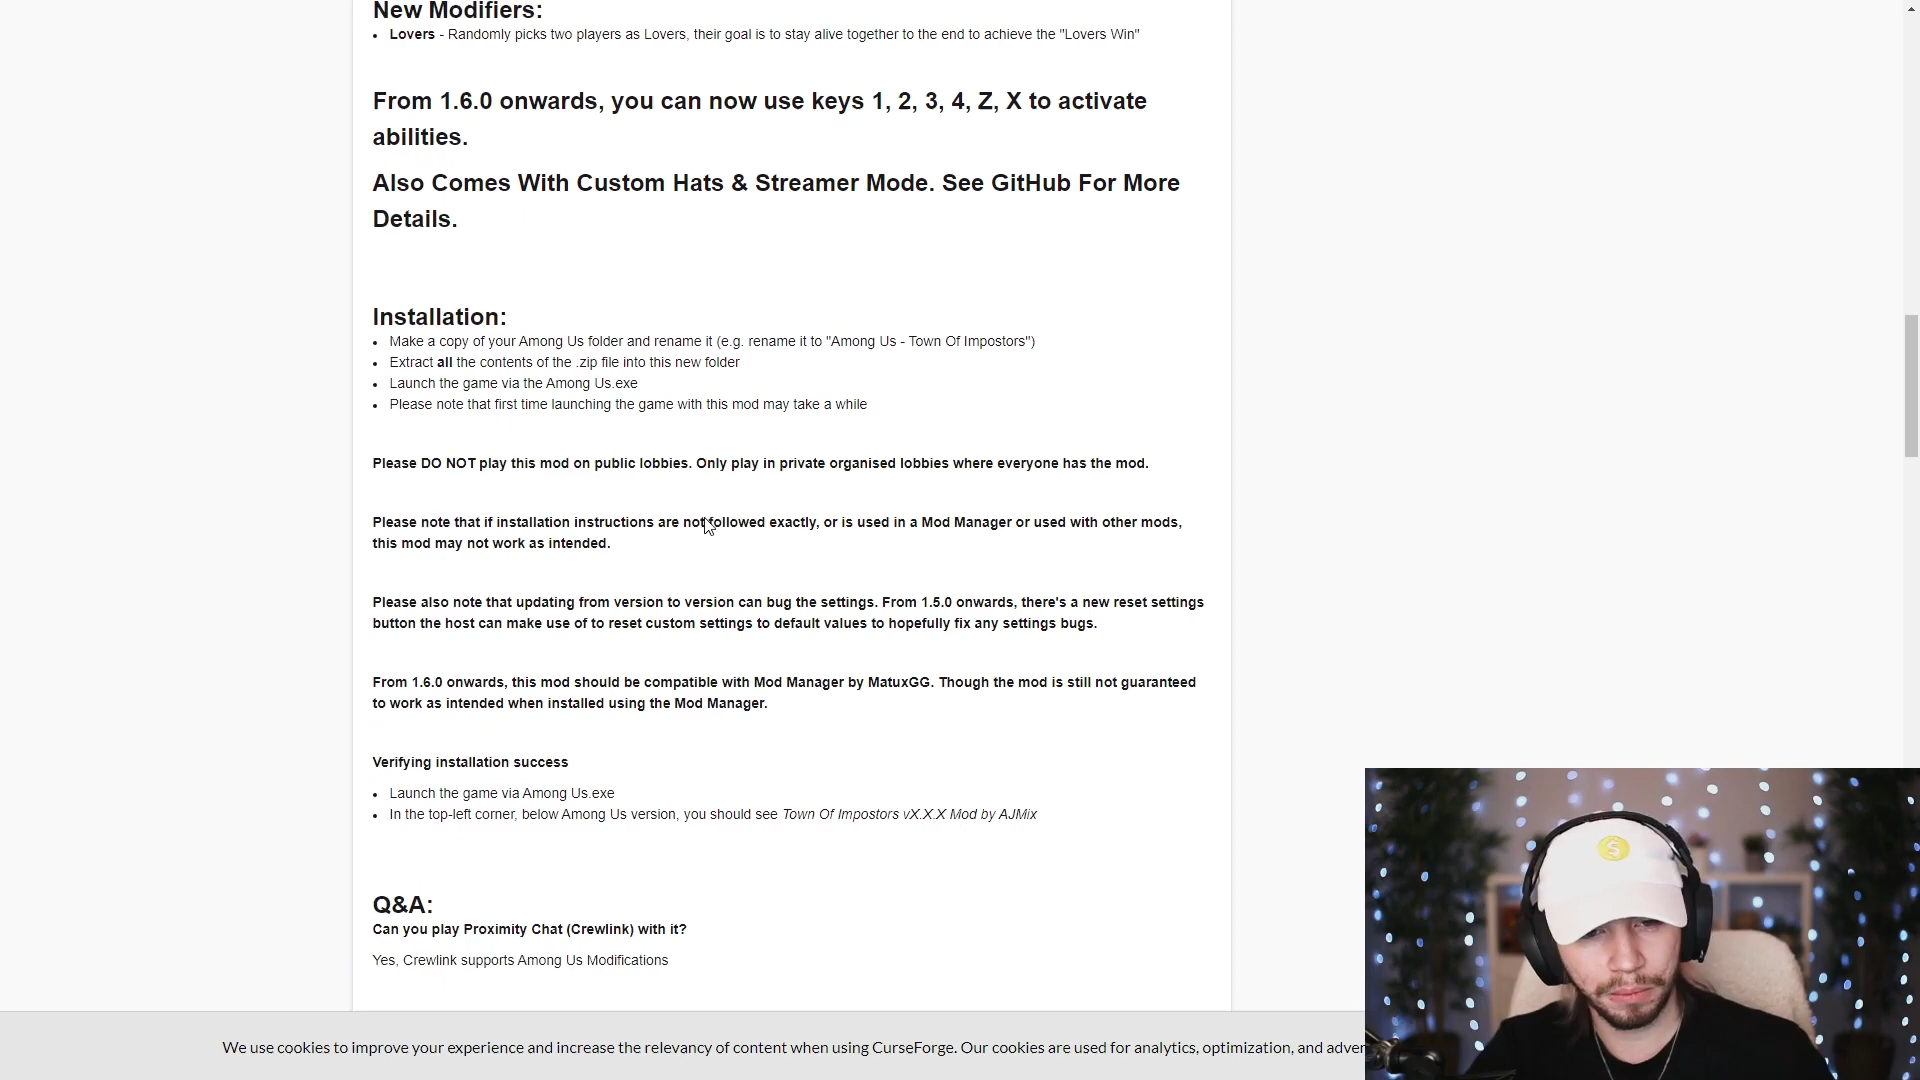 New Modifiers:
• Lovers - Randomly picks two players as Lovers, their goal is to stay alive together to the end to achieve the "Lovers Win"
From 1.6.0 onwards, you can now use keys 1, 2, 3, 4, Z, X to activate
abilities.
Also Comes With Custom Hats & Streamer Mode. See GitHub For More
Details.
Installation:
• Make a copy of your Among Us folder and rename it (e.g. rename it to "Among Us - Town Of Impostors")
• Extract all the contents of the .zip file into this new folder
• Launch the game via the Among Us.exe
• Please note that first time launching the game with this mod may take a while
Please DO NOT play this mod on public lobbies. Only play in private organised lobbies where everyone has the mod.
Please note that if installation instructions are not followed exactly, or is used in a Mod Manager or used with other mods,
this mod may not work as intended.
Please also note that updating from version to version can bug the settings. From 1.5.0 onwards, there's a new reset settings
button the host can make use of to reset custom settings to default values to hopefully fix any settings bugs.
From 1.6.0 onwards, this mod should be compatible with Mod Manager by MatuxGG. Though the mod is still not guaranteed
to work as intended when installed using the Mod Manager.
Verifying installation success
• Launch the game via Among Us.exe
• In the top-left corner, below Among Us version, you should see Town Of Impostors vX.X.X Mod by AJMix
Q&A:
Can you play Proximity Chat (Crewlink) with it?
Yes, Crewlink supports Among Us Modifications
We use cookies to improve your experience and increase the relevancy of content when using CurseForge. Our cookies are used for analytics, optimization, and adver
$